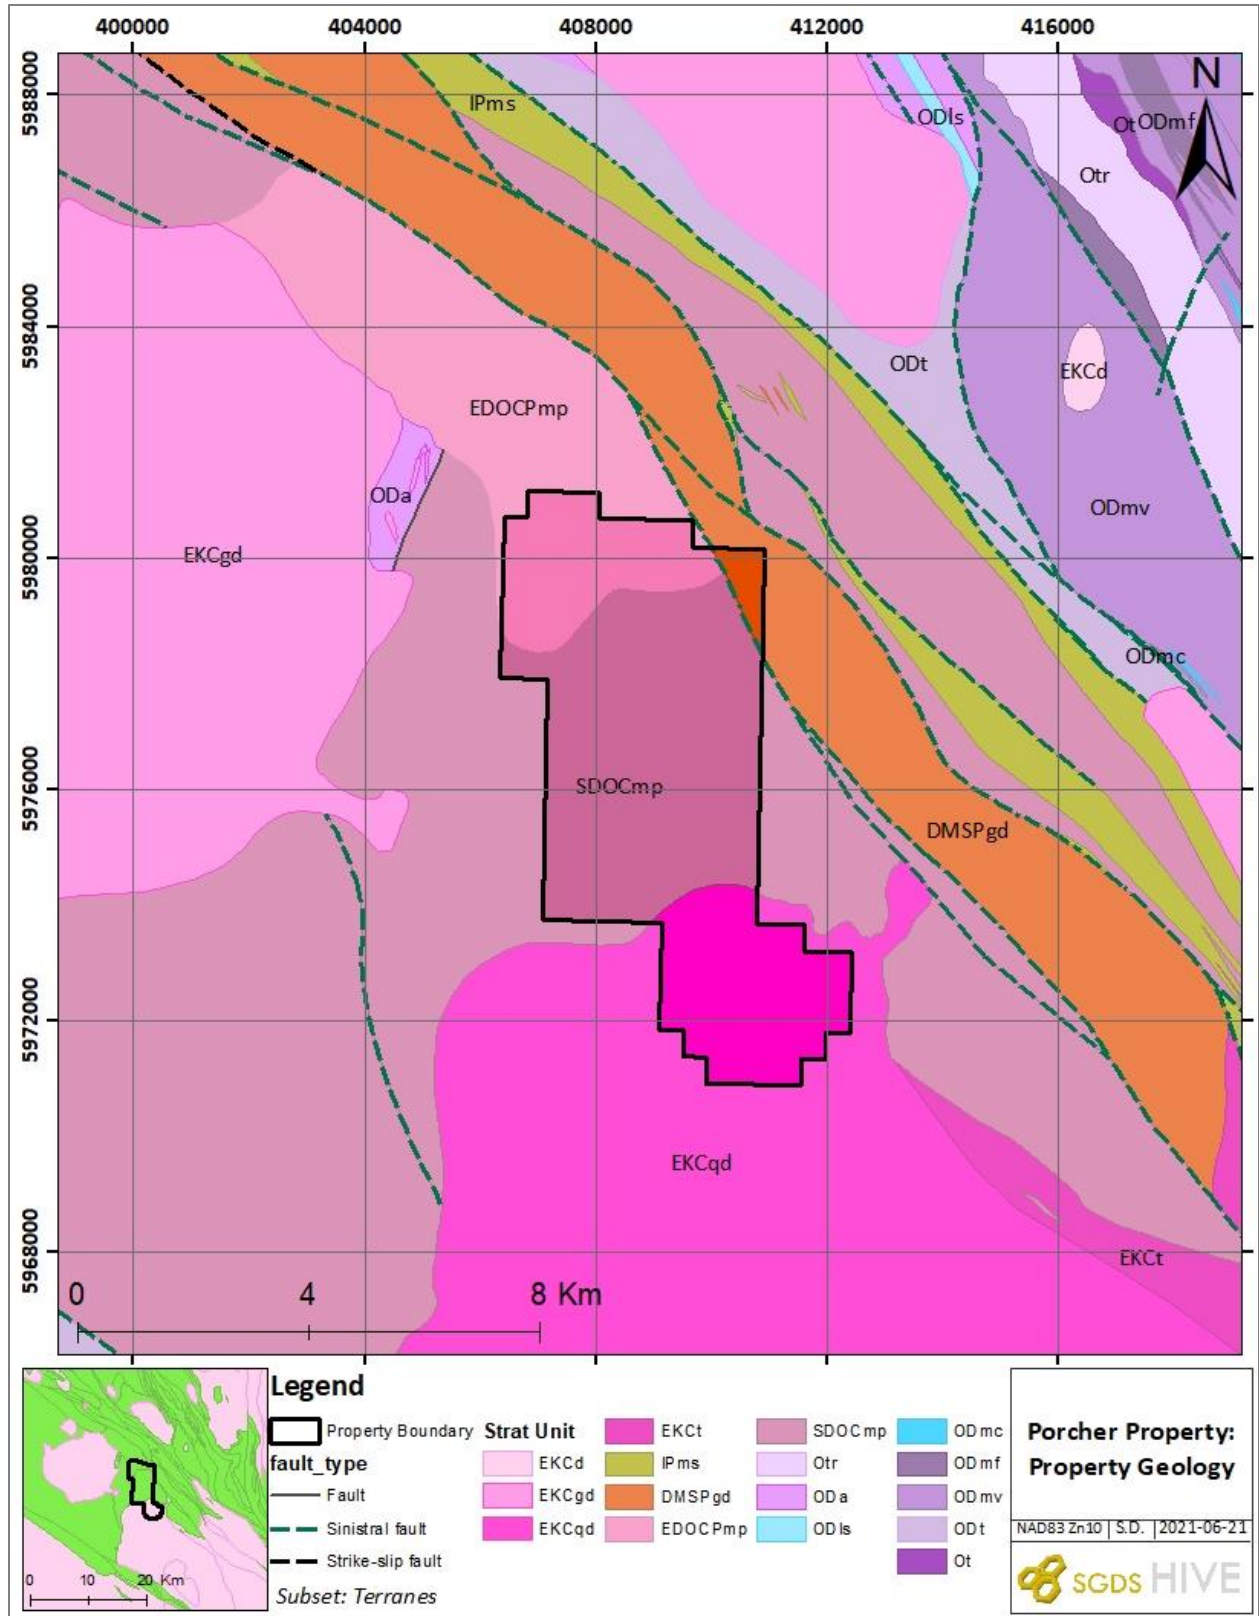 400000 404000 408000 412000 416000
5988000
5984000
5980000
5976000
5972000
5968000
N
IPms
ODls
Ot ODmf
Otr
ODt
EKCd
EDOCPmp
ODa
ODmv
EKCgd
ODmc
SDOCmp
DMSPgd
EKCqd
EKCt
0 4 8 Km
0 10 20 Km
Legend
Property Boundary
fault_type
Fault
Sinistral fault
Strike-slip fault
Subset: Terranes
Strat Unit
EKCd
EKCgd
EKCqd
EKCt
IPms
DMSPgd
EDOCPmp
SDOCmp
Otr
ODa
ODls
ODmc
ODmf
ODmv
ODt
Ot
Porcher Property:
Property Geology
NAD83 Zn10 S.D. 2021-06-21
SGDS HIVE